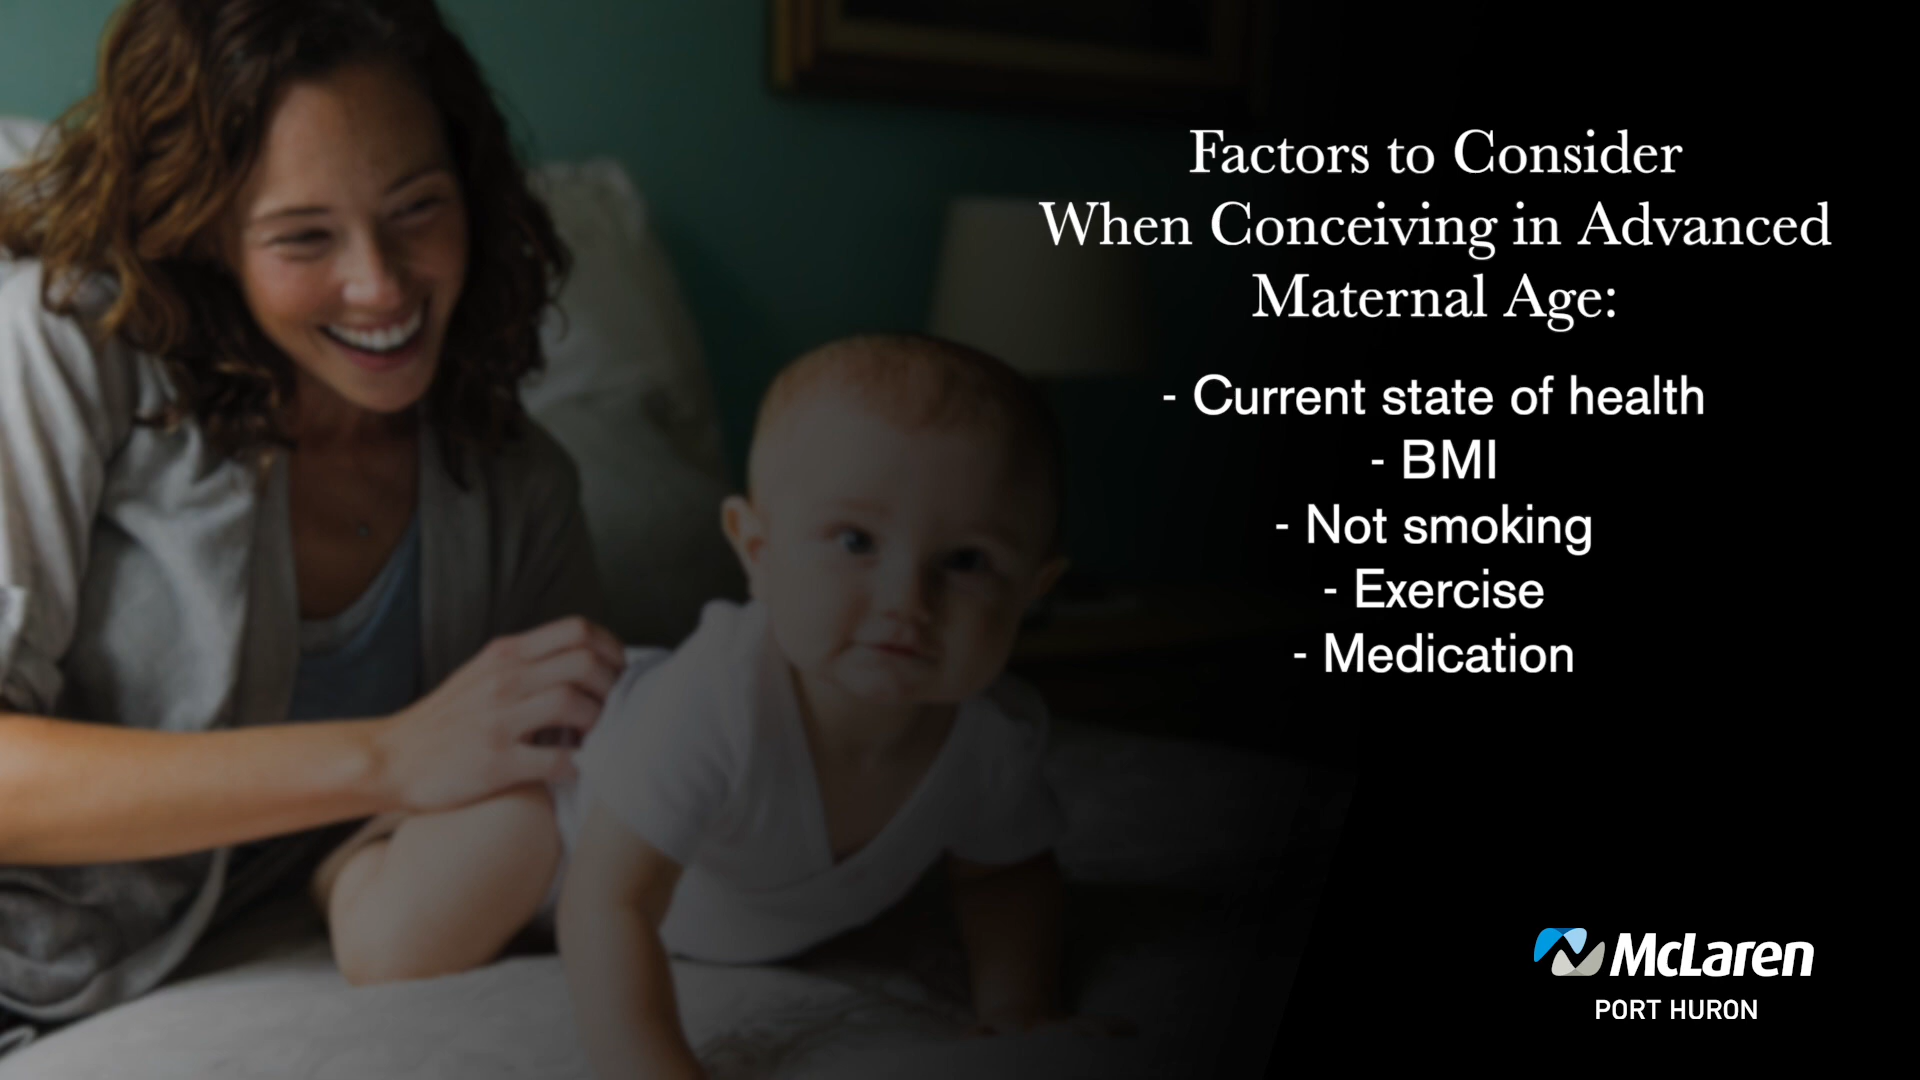 Factors to Consider
When Conceiving in Advanced
Maternal Age:
- Current state of health
- BMI
- Not smoking
- Exercise
- Medication
McLaren
PORT HURON